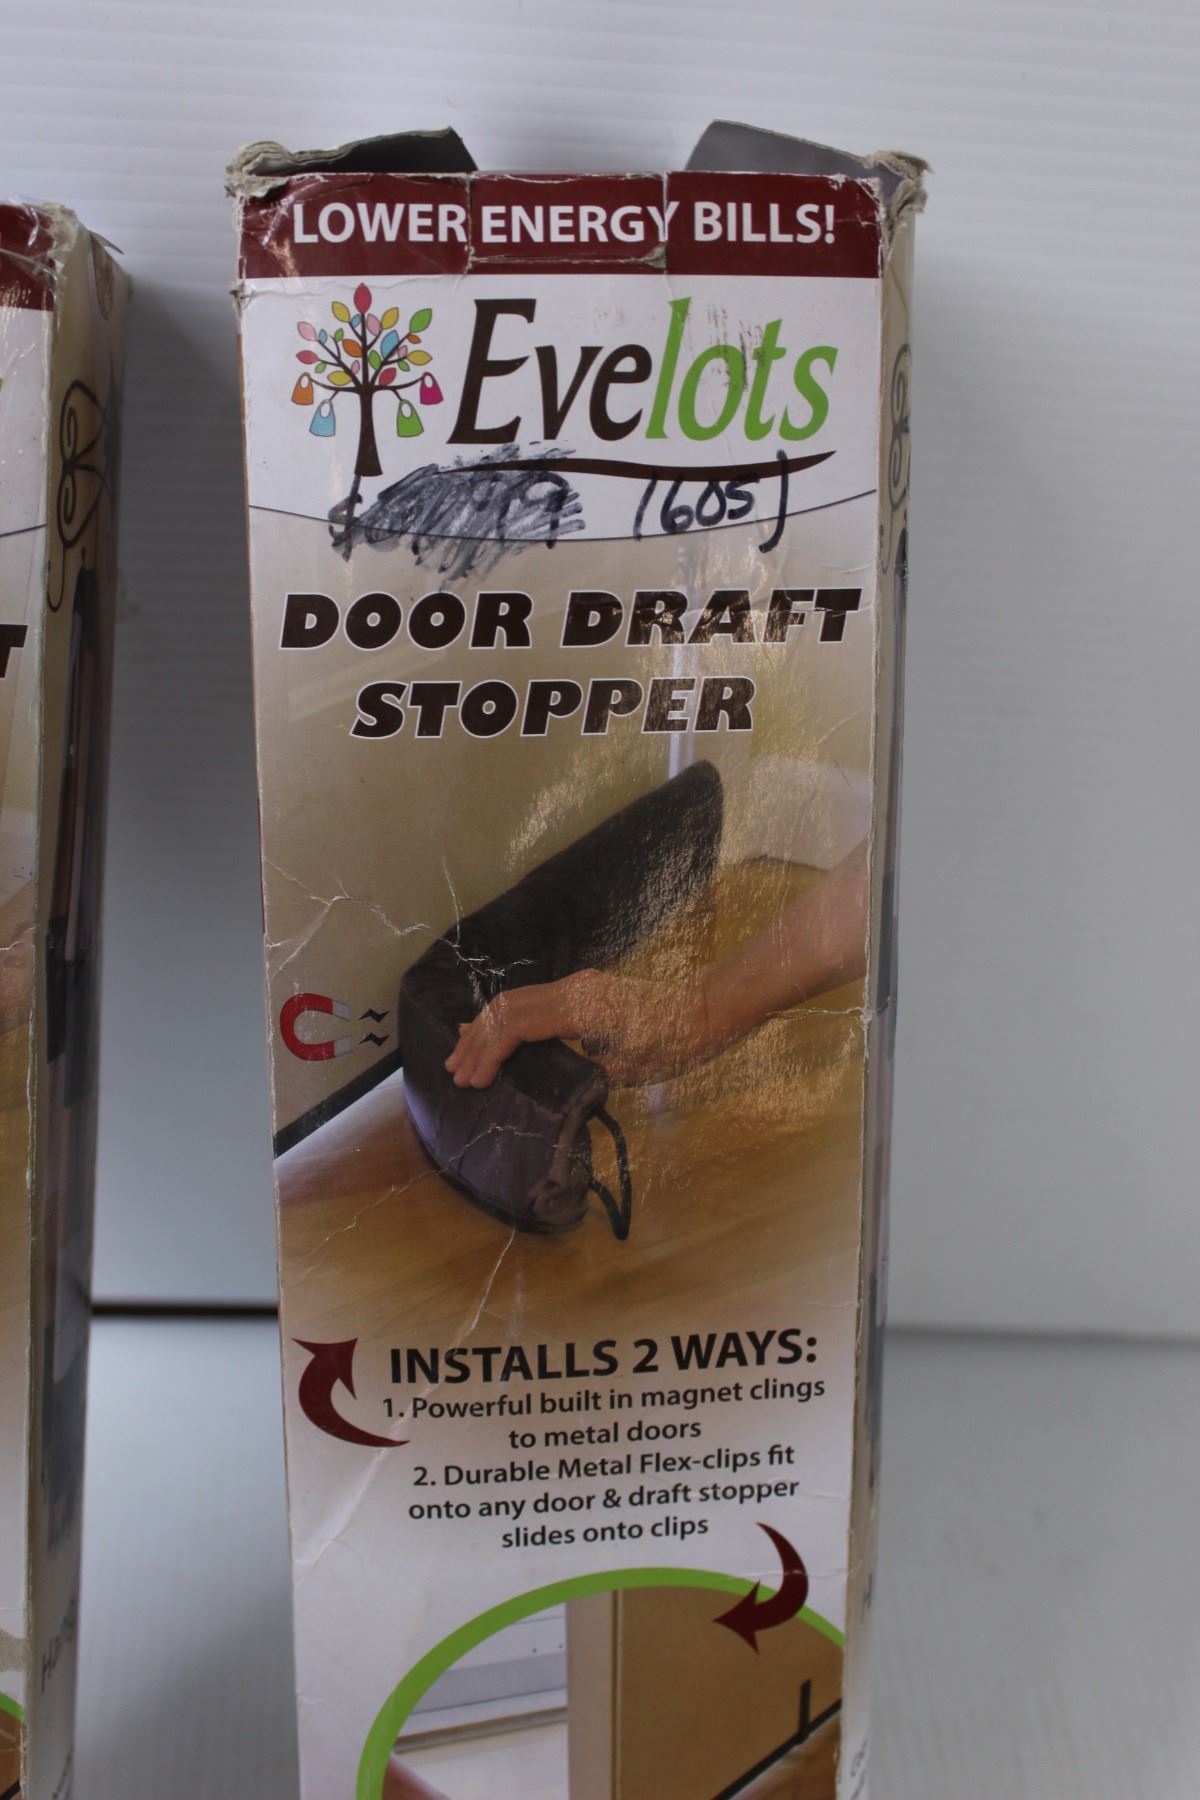 LOWER ENERGY BILLS!
Evelots
(605)
DOOR DRAFT
STOPPER
T
INSTALLS 2 WAYS:
1. Powerful built in magnet clings
to metal doors
2. Durable Metal Flex-clips fit
onto any door & draft stopper
slides onto clips